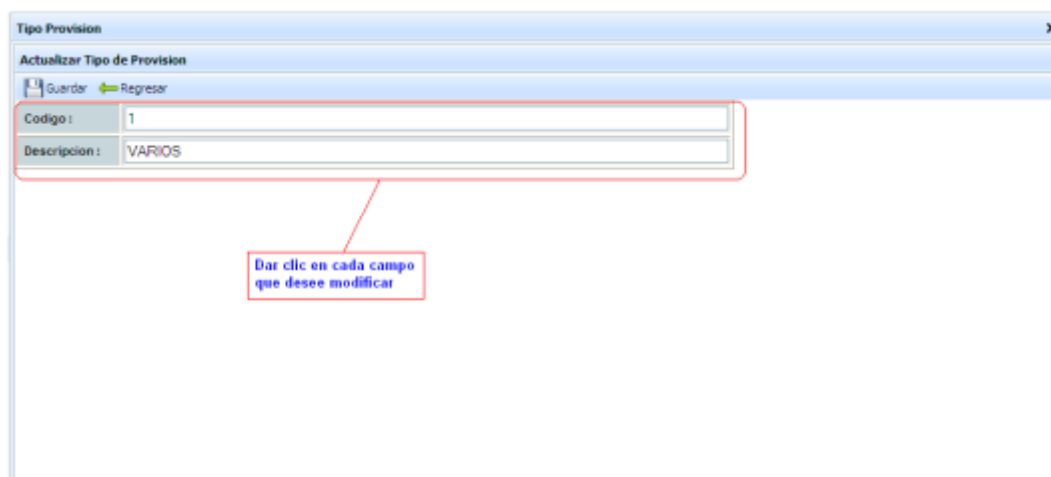 Tipo Provision
Actualizar Tipo de Provision
Guardar Regresar
Codigo : 1
Descripcion : VARIOS
Dar clic en cada campo
que desee modificar